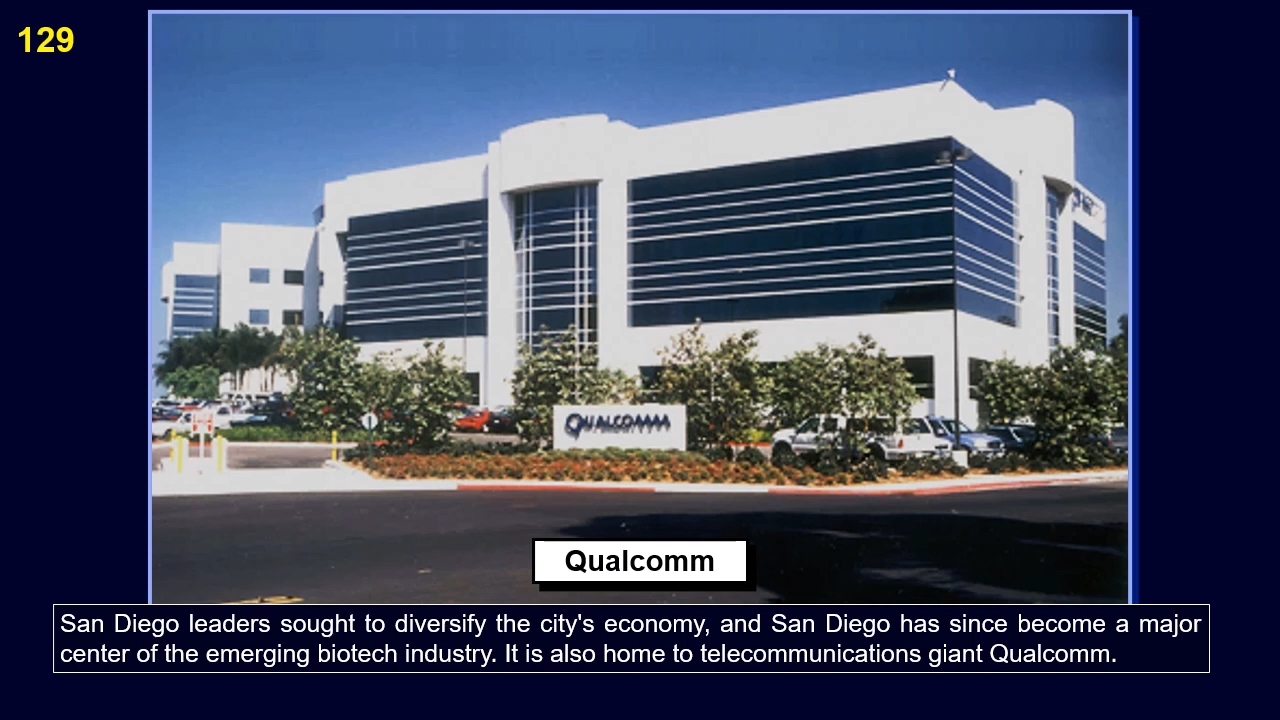 129
QUALCOMM
Qualcomm
San Diego leaders sought to diversify the city's economy, and San Diego has since become a major
center of the emerging biotech industry. It is also home to telecommunications giant Qualcomm.